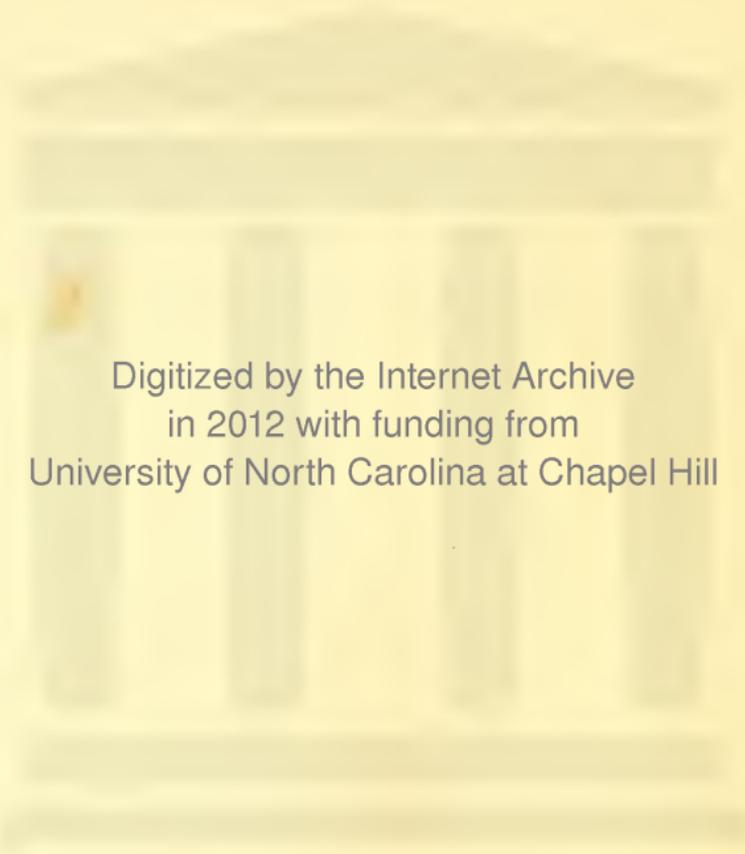 Digitized by the Internet Archive
in 2012 with funding from
University of North Carolina at Chapel Hill